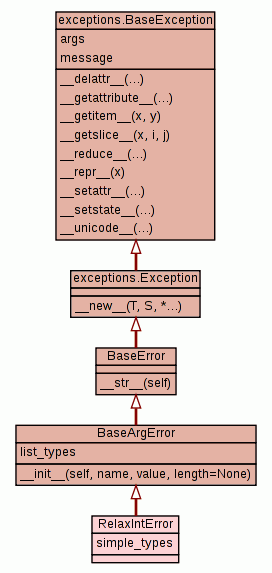 exceptions.BaseException
args
message
__delattr__(...)
__getattribute__(...)
__getitem__(x, y)
__getslice__(x, i, j)
__reduce__(...)
__repr__(x)
__setattr__(...)
__setstate__(...)
__unicode__(...)
exceptions.Exception
__new__(T, S, *...)
BaseError
__str__(self)
BaseArgError
list_types
__init__(self, name, value, length=None)
RelaxIntError
simple_types